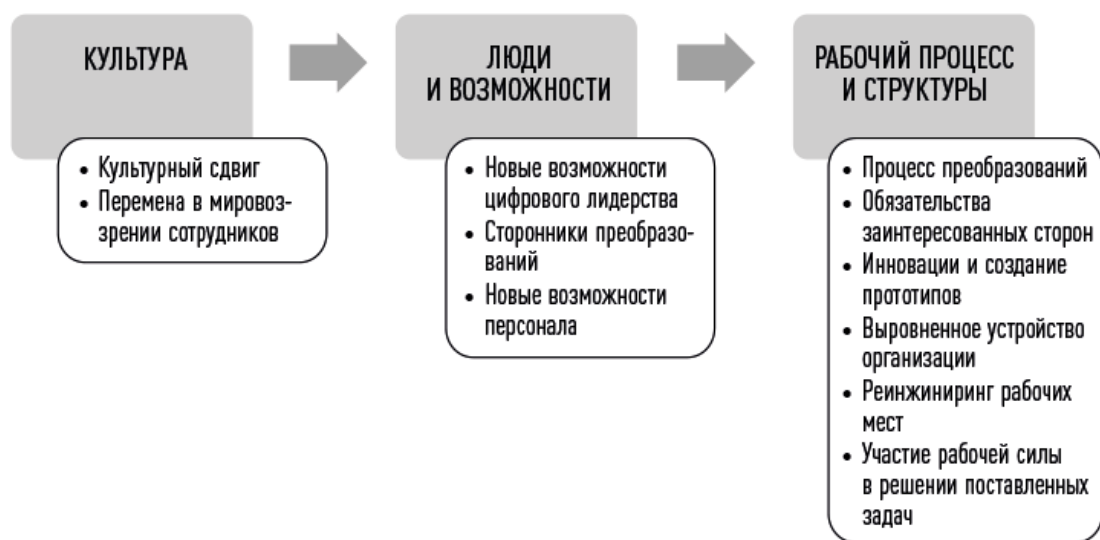 КУЛЬТУРА
• Культурный сдвиг
• Перемена в мировоз-
зрении сотрудников
ЛЮДИ
И ВОЗМОЖНОСТИ
• Новые возможности
цифрового лидерства
• Сторонники преобразо-
ваний
• Новые возможности
персонала
РАБОЧИЙ ПРОЦЕСС
И СТРУКТУРЫ
• Процесс преобразований
• Обязательства
заинтересованных сторон
• Инновации и создание
прототипов
• Выровненное устройство
организации
• Реинжиниринг рабочих
мест
• Участие рабочей силы
в решении поставленных
задач